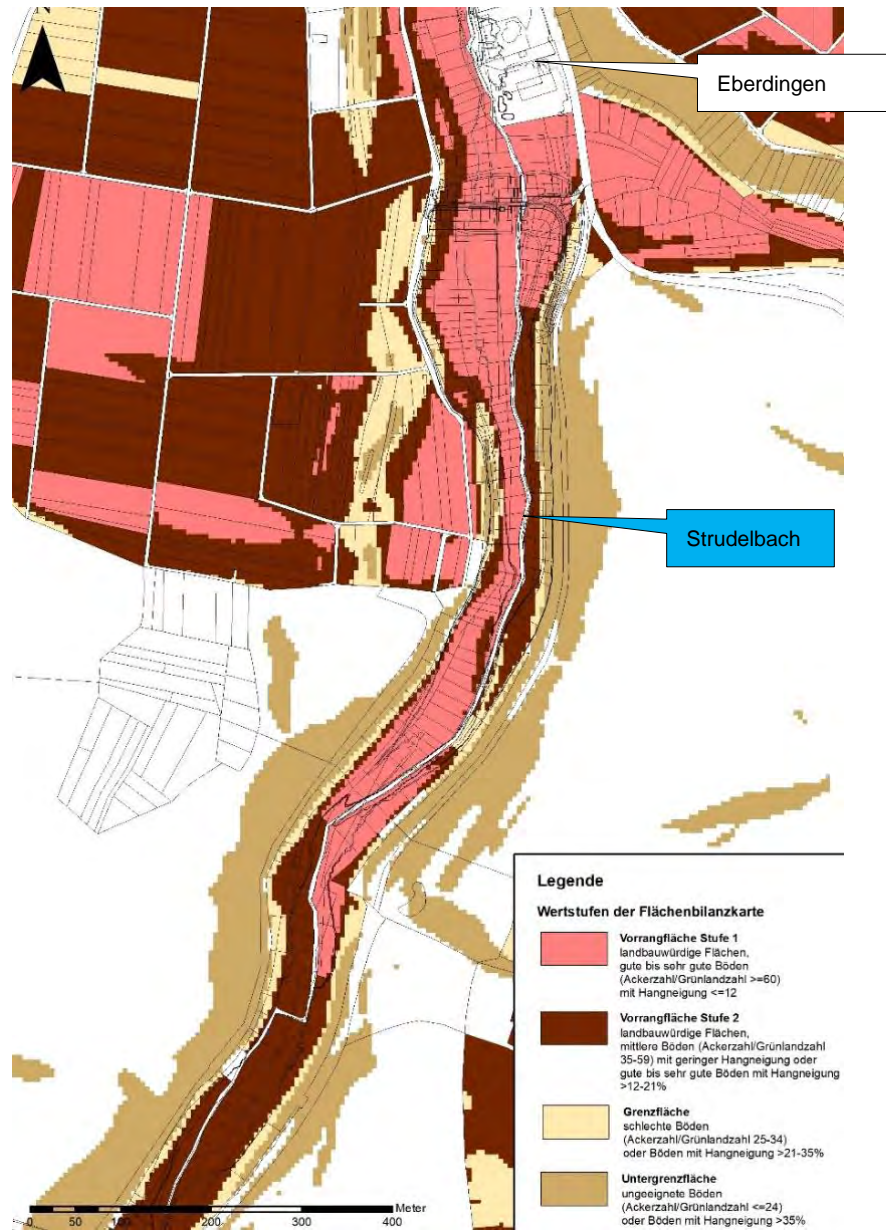 N
Eberdingen
Strudelbach
Legende
Wertstufen der Flächenbilanzkarte
Vorrangfläche Stufe 1
landbauwürdige Flächen,
gute bis sehr gute Böden
(Ackerzahl/Grünlandzahl >=60)
mit Hangneigung <=12
Vorrangfläche Stufe 2
landbauwürdige Flächen,
mittlere Böden (Ackerzahl/Grünlandzahl
35-59) mit geringer Hangneigung oder
gute bis sehr gute Böden mit Hangneigung
>12-21%
Grenzfläche
schlechte Böden
(Ackerzahl/Grünlandzahl 25-34)
oder Böden mit Hangneigung >21-35%
Untergrenzfläche
ungeeignete Böden
(Ackerzahl/Grünlandzahl <=24)
oder Böden mit Hangneigung >35%
Meter
0 50 100 200 300 400